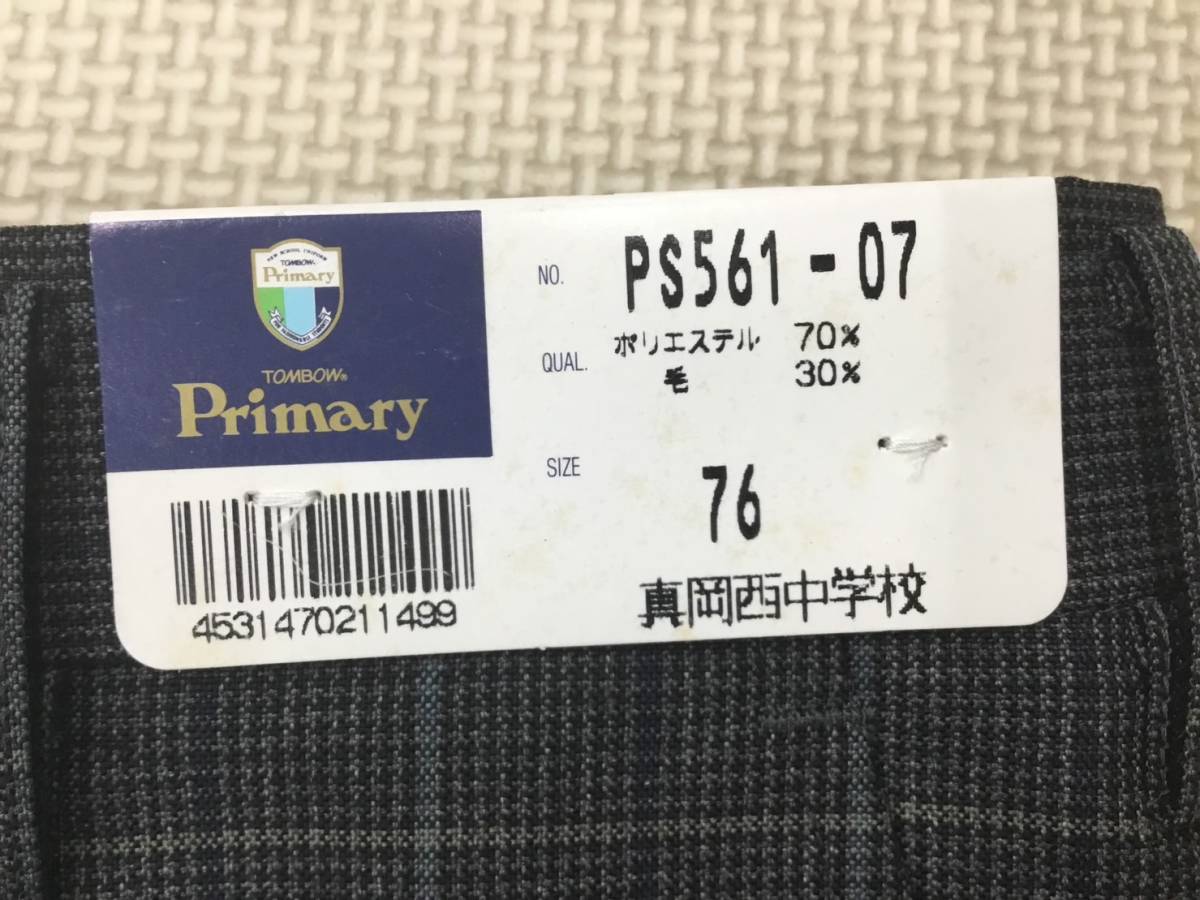 NEW SCHOOL UNIFORM
TOMBOW
Primary
TOMBOW®
Primary
4531470211499
NO. PS561-07
QUAL. ポリエステル 70%
毛 30%
SIZE 76
真岡西中学校